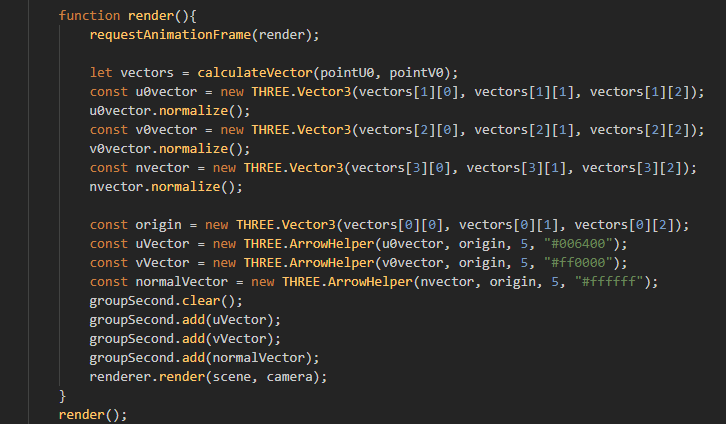 function render(){
requestAnimationFrame(render);
let vectors = calculateVector(pointU0, pointV0);
const u0vector = new THREE.Vector3(vectors[1][0], vectors[1][1], vectors[1][2]);
u0vector.normalize();
const v0vector = new THREE.Vector3(vectors[2][0], vectors[2][1], vectors[2][2]);
v0vector.normalize();
const nvector = new THREE.Vector3(vectors[3][0], vectors[3][1], vectors[3][2]);
nvector.normalize();
const origin = new THREE.Vector3(vectors[0][0], vectors[0][1], vectors[0][2]);
const uVector = new THREE.ArrowHelper(u0vector, origin, 5, "#006400");
const vVector = new THREE.ArrowHelper(v0vector, origin, 5, "#ff0000");
const normalVector = new THREE.ArrowHelper(nvector, origin, 5, "#ffffff");
groupSecond.clear();
groupSecond.add(uVector);
groupSecond.add(vVector);
groupSecond.add(normalVector);
renderer.render(scene, camera);
}
render();